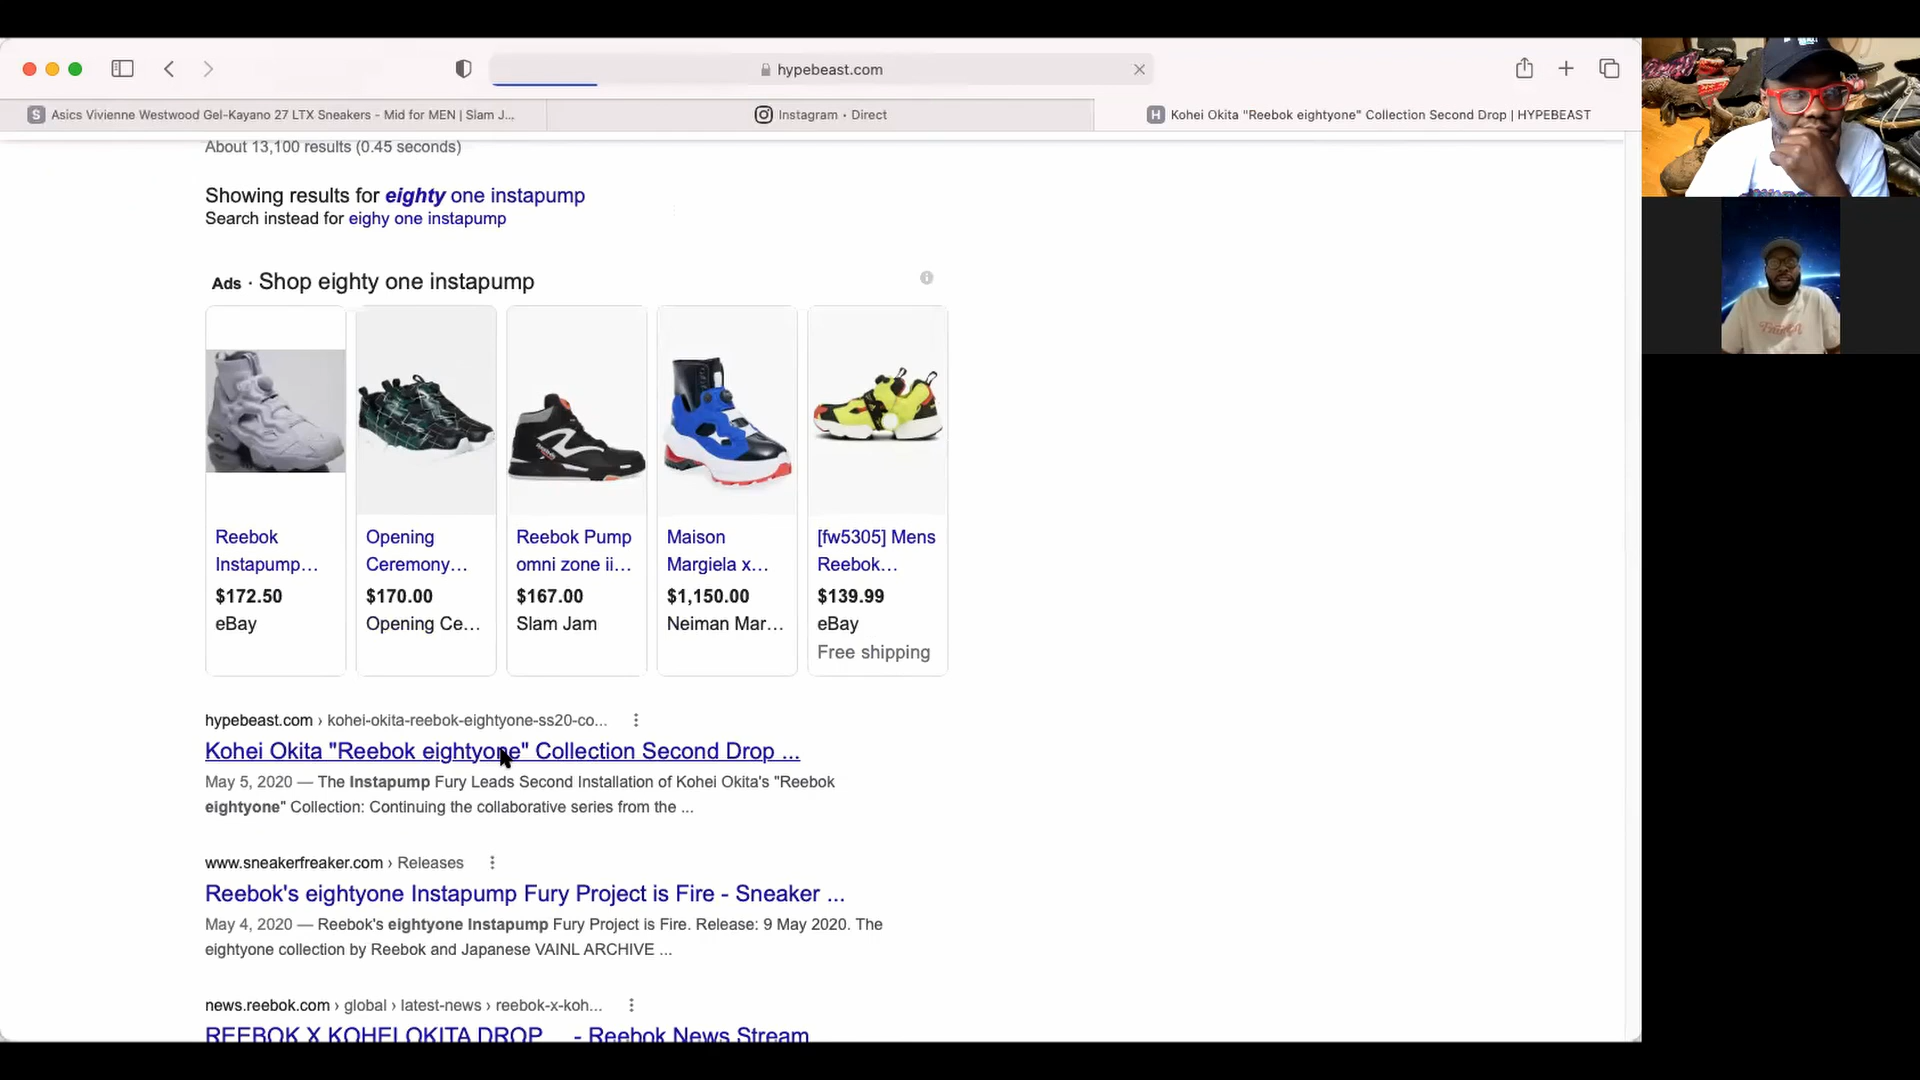 hypebeast.com
Asics Vivienne Westwood Gel-Kayano 27 LTX Sneakers - Mid for MEN | Slam J...
Instagram • Direct
Kohei Okita "Reebok eightyone" Collection Second Drop | HYPEBEAST
About 13,100 results (0.45 seconds)
Showing results for eighty one instapump
Search instead for eighy one instapump
Ads · Shop eighty one instapump
Reebok
Instapump...
$172.50
eBay
Opening
Ceremony...
$170.00
Opening Ce...
Reebok Pump
omni zone ii...
$167.00
Slam Jam
Maison
Margiela x...
$1,150.00
Neiman Mar...
[fw5305] Mens
Reebok...
$139.99
eBay
Free shipping
hypebeast.com › kohei-okita-reebok-eightyone-ss20-co...
Kohei Okita "Reebok eightyone" Collection Second Drop ...
May 5, 2020 — The Instapump Fury Leads Second Installation of Kohei Okita's "Reebok
eightyone" Collection: Continuing the collaborative series from the ...
www.sneakerfreaker.com › Releases
Reebok's eightyone Instapump Fury Project is Fire - Sneaker ...
May 4, 2020 — Reebok's eightyone Instapump Fury Project is Fire. Release: 9 May 2020. The
eightyone collection by Reebok and Japanese VAINL ARCHIVE ...
news.reebok.com › global › latest-news › reebok-x-koh...
REEBOK X KOHEI OKITA DROP ... - Reebok News Stream